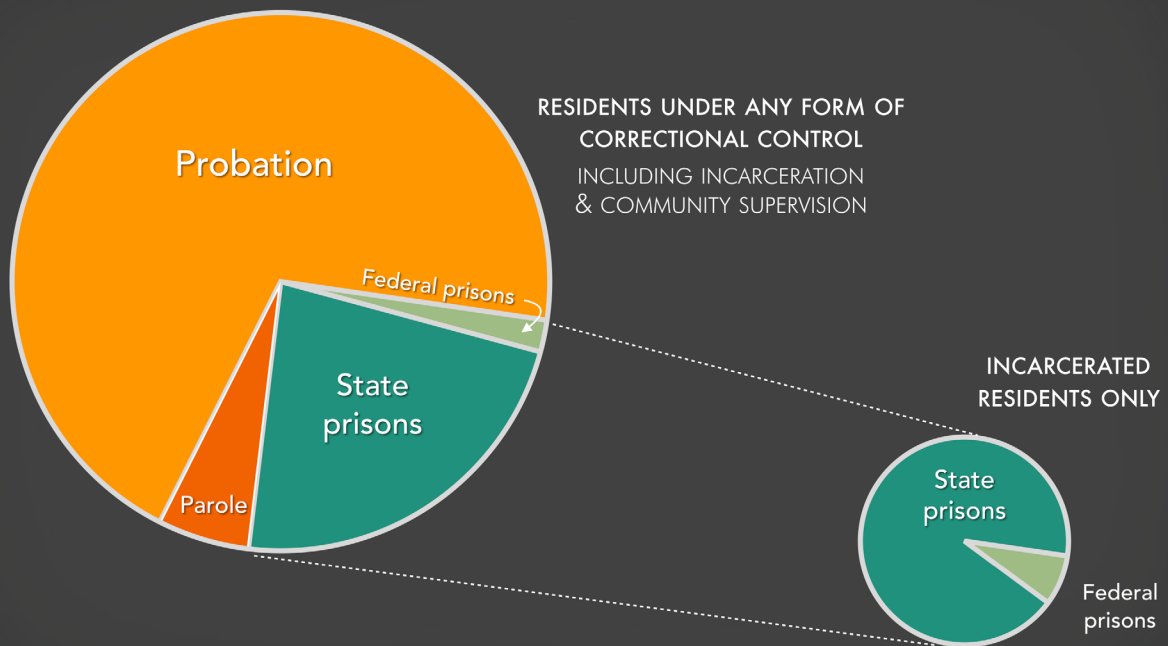 RESIDENTS UNDER ANY FORM OF
CORRECTIONAL CONTROL
INCLUDING INCARCERATION
& COMMUNITY SUPERVISION
Probation
Federal prisons
State
prisons
Parole
INCARCERATED
RESIDENTS ONLY
State
prisons
Federal
prisons